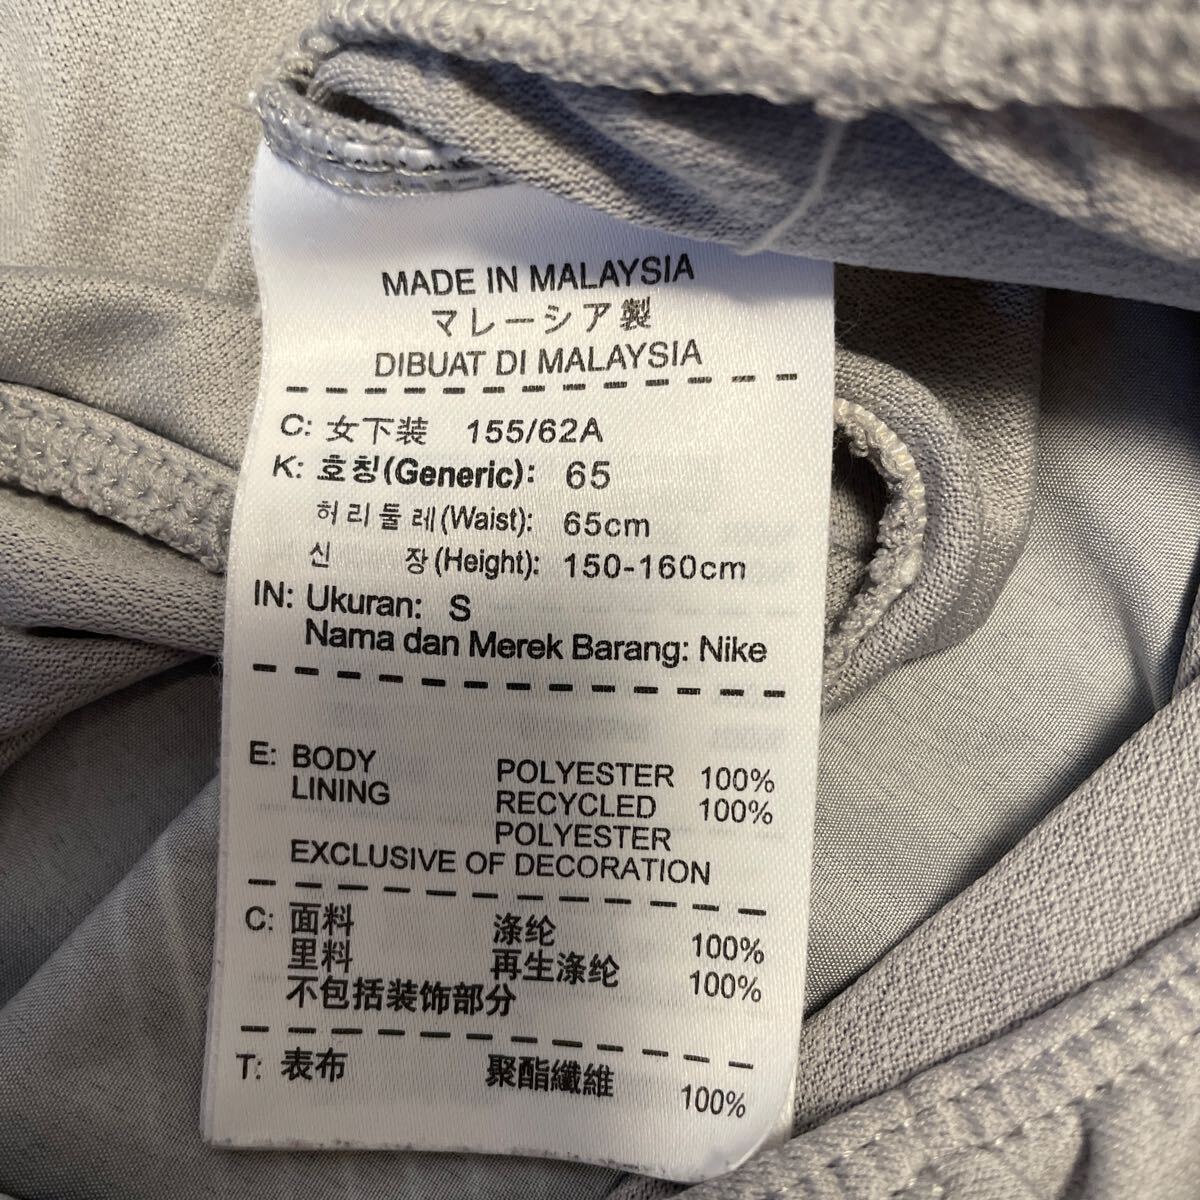 MADE IN MALAYSIA
マレーシア製
DIBUAT DI MALAYSIA
C: 女下装 155/62A
K: 호칭(Generic): 65
허리둘레(Waist): 65cm
신 장(Height): 150-160cm
IN: Ukuran: S
Nama dan Merek Barang: Nike
E: BODY POLYESTER 100%
LINING RECYCLED 100%
POLYESTER
EXCLUSIVE OF DECORATION
C: 面料 涤纶 100%
里料 再生涤纶 100%
不包括装饰部分
T: 表布 聚酯纖維 100%